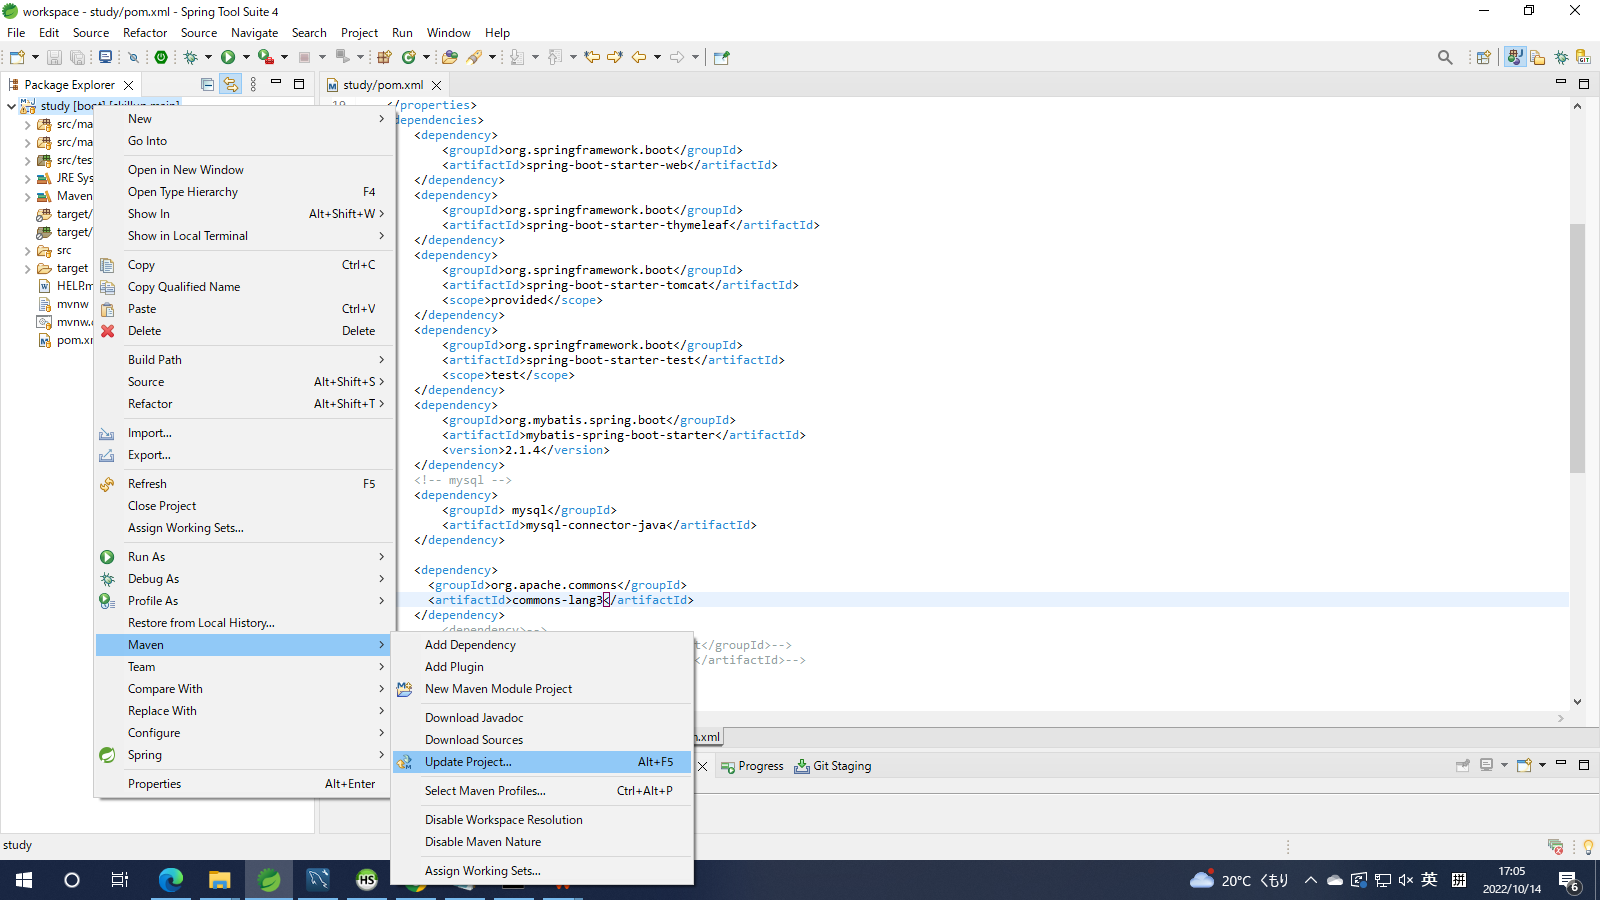 workspace - study/pom.xml - Spring Tool Suite 4
File Edit Source Refactor Source Navigate Search Project Run Window Help
Package Explorer
study/pom.xml
study [boot] [skillup main]
src/ma
src/ma
src/test
JRE Sys
Maven
target/
target/
src
target
HELP.m
mvnw
mvnw.c
pom.xr
New
Go Into
Open in New Window
Open Type Hierarchy F4
Show In Alt+Shift+W
Show in Local Terminal
Copy Ctrl+C
Copy Qualified Name
Paste Ctrl+V
Delete Delete
Build Path
Source Alt+Shift+S
Refactor Alt+Shift+T
Import...
Export...
Refresh F5
Close Project
Assign Working Sets...
Run As
Debug As
Profile As
Restore from Local History...
Maven
Team
Compare With
Replace With
Configure
Spring
Properties Alt+Enter
Add Dependency
Add Plugin
New Maven Module Project
Download Javadoc
Download Sources
Update Project... Alt+F5
Select Maven Profiles... Ctrl+Alt+P
Disable Workspace Resolution
Disable Maven Nature
Assign Working Sets...
19 </properties>
dependencies>
<dependency>
<groupId>org.springframework.boot</groupId>
<artifactId>spring-boot-starter-web</artifactId>
</dependency>
<dependency>
<groupId>org.springframework.boot</groupId>
<artifactId>spring-boot-starter-thymeleaf</artifactId>
</dependency>
<dependency>
<groupId>org.springframework.boot</groupId>
<artifactId>spring-boot-starter-tomcat</artifactId>
<scope>provided</scope>
</dependency>
<dependency>
<groupId>org.springframework.boot</groupId>
<artifactId>spring-boot-starter-test</artifactId>
<scope>test</scope>
</dependency>
<dependency>
<groupId>org.mybatis.spring.boot</groupId>
<artifactId>mybatis-spring-boot-starter</artifactId>
<version>2.1.4</version>
</dependency>
<!-- mysql -->
<dependency>
<groupId> mysql</groupId>
<artifactId>mysql-connector-java</artifactId>
</dependency>
<dependency>
<groupId>org.apache.commons</groupId>
<artifactId>commons-lang3</artifactId>
</dependency>
<dependency>-->
t</groupId>-->
</artifactId>-->
.xml
Progress Git Staging
study
20°C くもり
英
17:05
2022/10/14
6